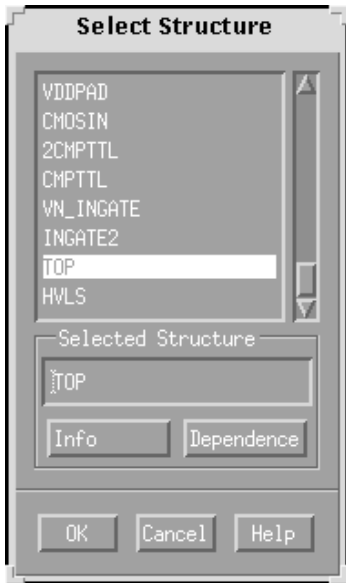 Select Structure
VDDPAD
CMOSIN
2CMPTTL
CMPTTL
VN_INGATE
INGATE2
TOP
HVLS
Selected Structure
TOP
Info Dependence
OK Cancel Help